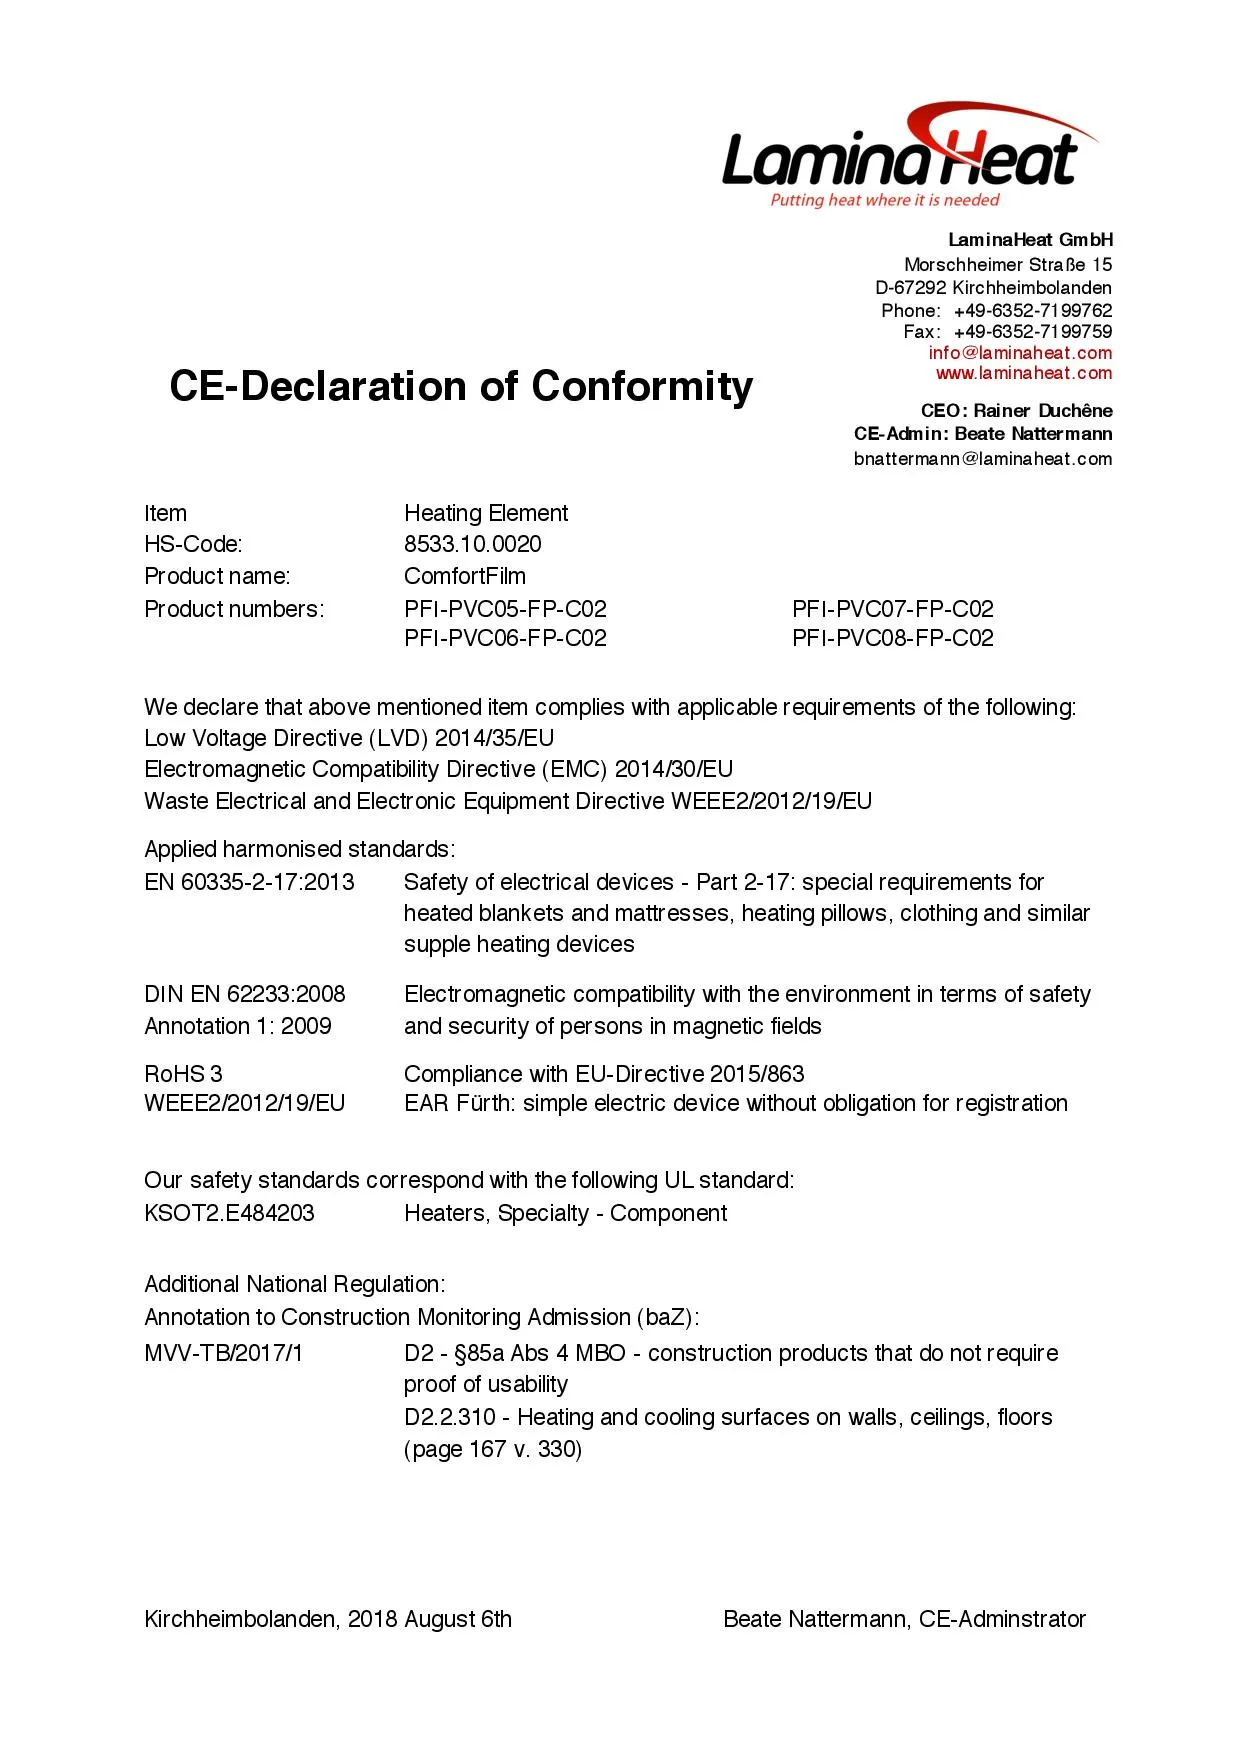 LaminaHeat
Putting heat where it is needed
LaminaHeat GmbH
Morschheimer Straße 15
D-67292 Kirchheimbolanden
Phone: +49-6352-7199762
Fax: +49-6352-7199759
info@laminaheat.com
www.laminaheat.com
CE-Declaration of Conformity
CEO: Rainer Duchêne
CE-Admin: Beate Nattermann
bnattermann@laminaheat.com
Item Heating Element
HS-Code: 8533.10.0020
Product name: ComfortFilm
Product numbers: PFI-PVC05-FP-C02 PFI-PVC07-FP-C02
PFI-PVC06-FP-C02 PFI-PVC08-FP-C02
We declare that above mentioned item complies with applicable requirements of the following:
Low Voltage Directive (LVD) 2014/35/EU
Electromagnetic Compatibility Directive (EMC) 2014/30/EU
Waste Electrical and Electronic Equipment Directive WEEE2/2012/19/EU
Applied harmonised standards:
EN 60335-2-17:2013 Safety of electrical devices - Part 2-17: special requirements for
heated blankets and mattresses, heating pillows, clothing and similar
supple heating devices
DIN EN 62233:2008 Electromagnetic compatibility with the environment in terms of safety
Annotation 1: 2009 and security of persons in magnetic fields
RoHS 3 Compliance with EU-Directive 2015/863
WEEE2/2012/19/EU EAR Fürth: simple electric device without obligation for registration
Our safety standards correspond with the following UL standard:
KSOT2.E484203 Heaters, Specialty - Component
Additional National Regulation:
Annotation to Construction Monitoring Admission (baZ):
MVV-TB/2017/1 D2 - §85a Abs 4 MBO - construction products that do not require
proof of usability
D2.2.310 - Heating and cooling surfaces on walls, ceilings, floors
(page 167 v. 330)
Kirchheimbolanden, 2018 August 6th Beate Nattermann, CE-Adminstrator